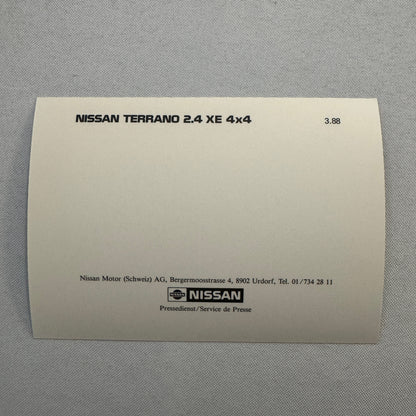 NISSAN TERRANO 2.4 XE 4x4 3.88
Nissan Motor (Schweiz) AG, Bergermoosstrasse 4, 8902 Urdorf, Tel. 01/734 28 11
NISSAN NISSAN
Pressedienst/Service de Presse